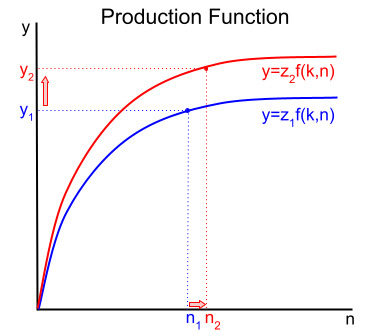 Production Function
y
y₂
y=z₂f(k,n)
y₁
y=z₁f(k,n)
n₁ n₂
n